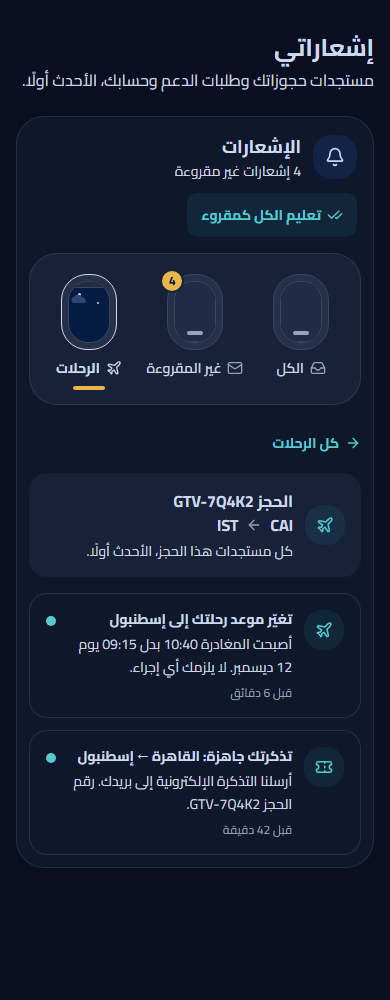 إشعاراتي
مستجدات حجوزاتك وطلبات الدعم وحسابك، الأحدث أولًا.
الإشعارات
4 إشعارات غير مقروءة
تعليم الكل كمقروء
الكل
4
غير المقروءة
الرحلات
كل الرحلات
الحجز GTV-7Q4K2
CAI ← IST
كل مستجدات هذا الحجز، الأحدث أولًا.
تغيّر موعد رحلتك إلى إسطنبول
أصبحت المغادرة 10:40 بدل 09:15 يوم
12 ديسمبر. لا يلزمك أي إجراء.
قبل 6 دقائق
تذكرتك جاهزة: القاهرة ← إسطنبول
أرسلنا التذكرة الإلكترونية إلى بريدك. رقم
الحجز GTV-7Q4K2.
قبل 42 دقيقة